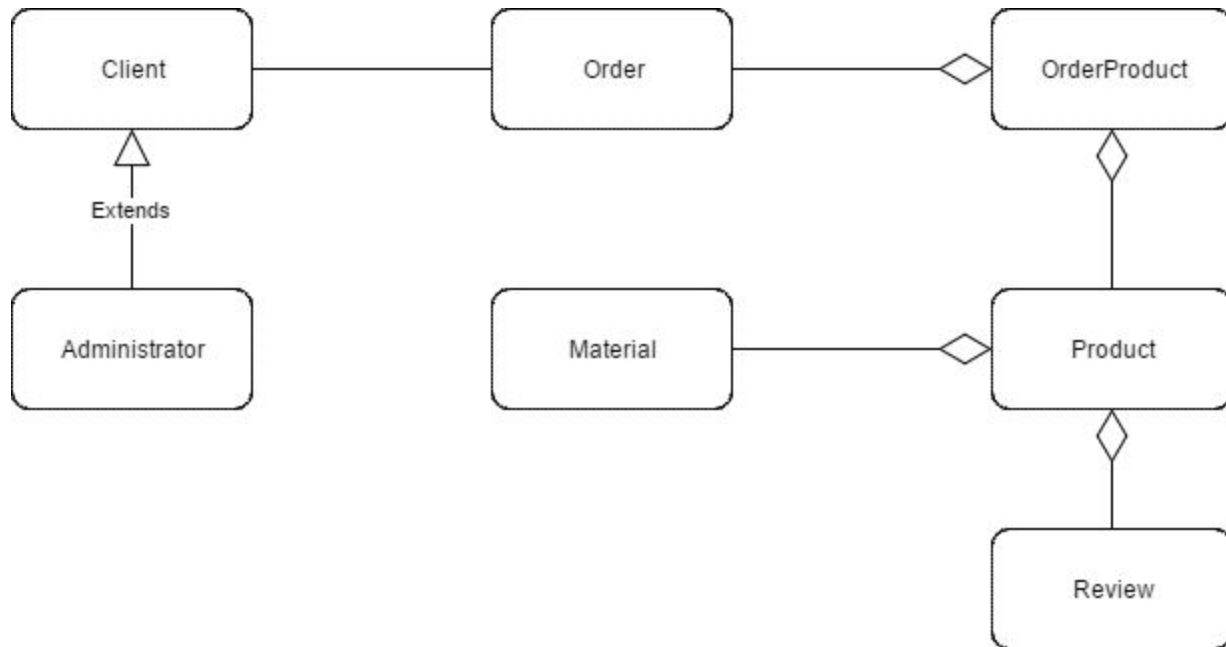 Client
Order
OrderProduct
Extends
Administrator
Material
Product
Review